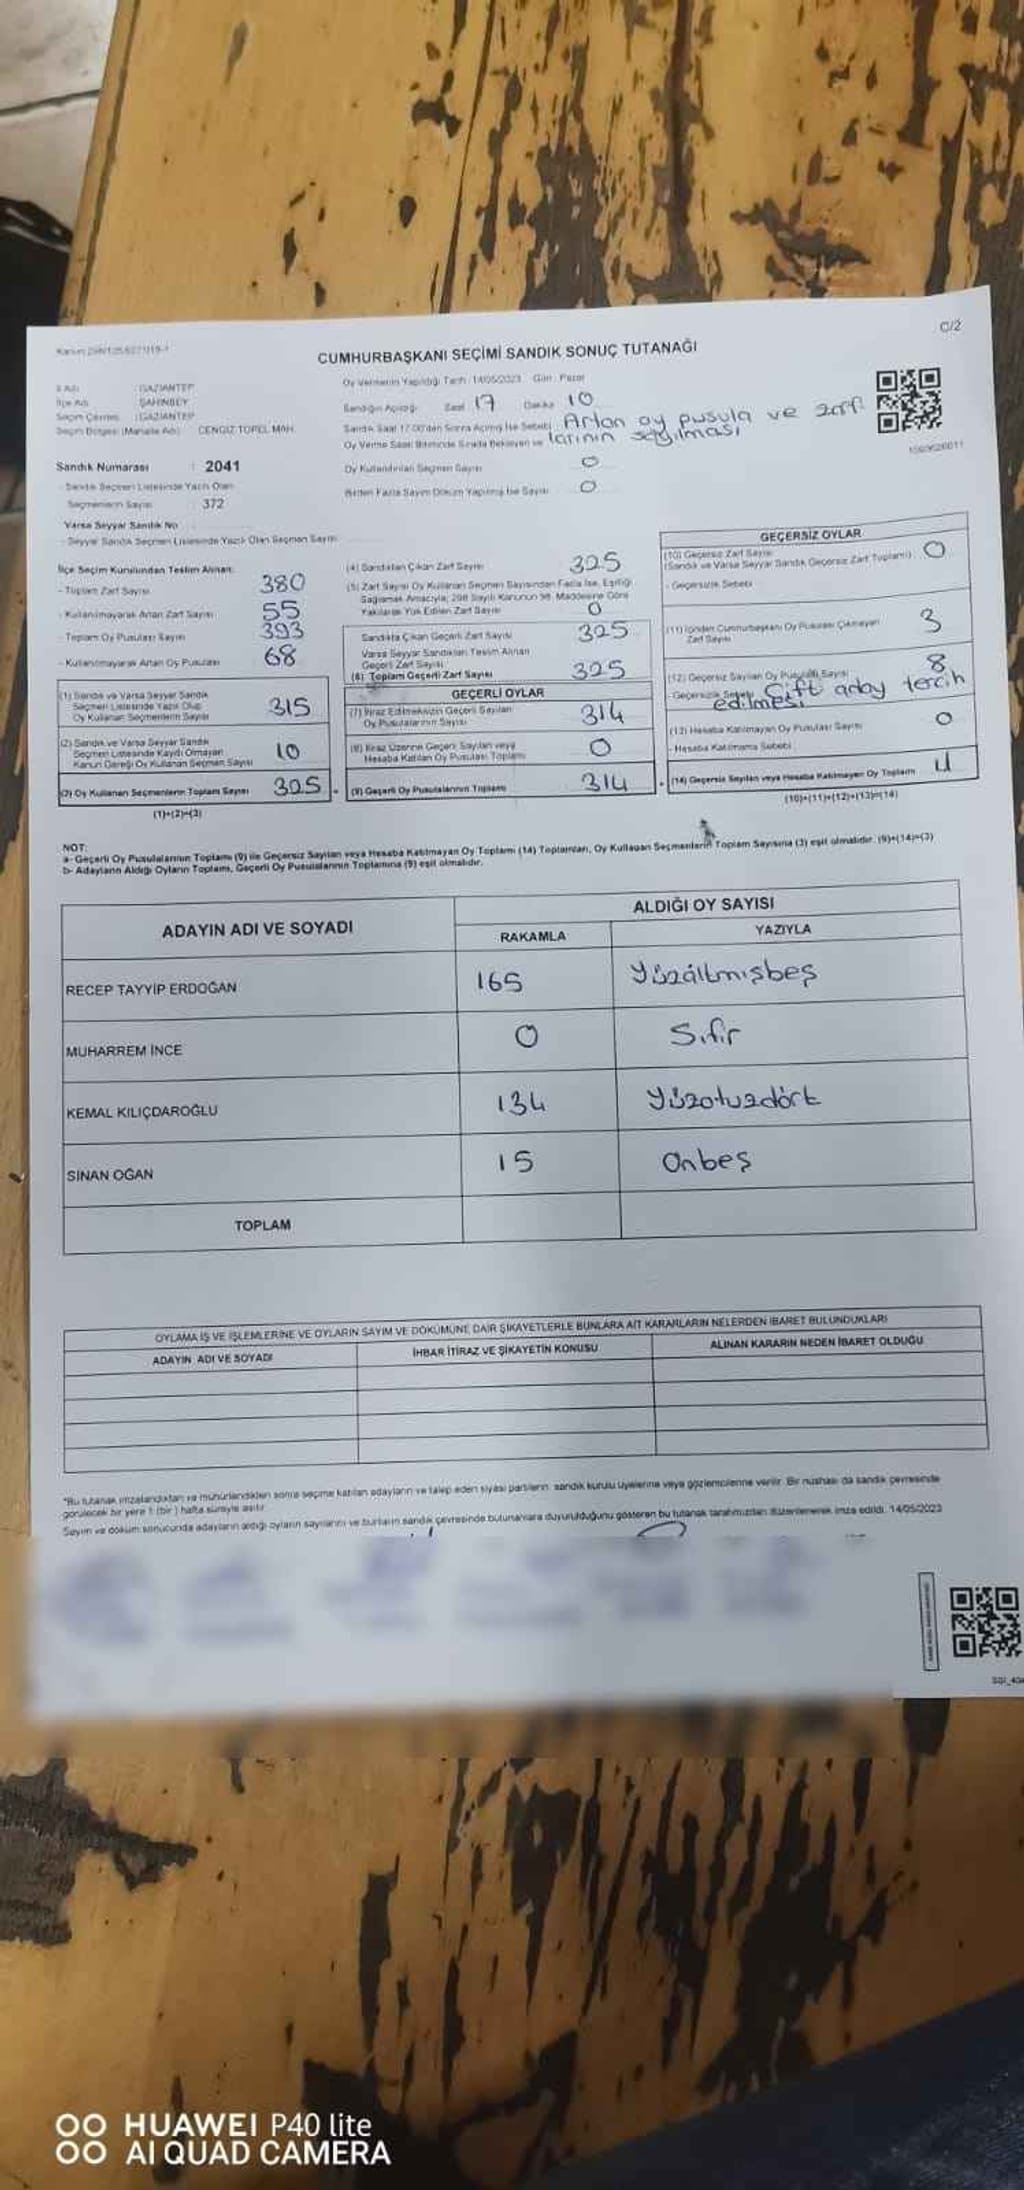 C/2
CUMHURBAŞKANI SEÇİMİ SANDIK SONUÇ TUTANAĞI
İl Adı : GAZİANTEP
İlçe Adı : ŞAHİNBEY
Seçim Çevresi : GAZİANTEP
Seçim Bölgesi (Mahalle Adı) : CENGİZ TOPEL MAH.
Oy Vermenin Yapıldığı Tarih : 14/05/2023 Gün : Pazar
Sandığın Açıldığı Saat 17 Dakika 10
Sandık Saat 17:00'den Sonra Açılmış İse Sebebi Artan oy pusula ve zarf
larının sayılması
Sandık Numarası : 2041
- Sandık Seçmen Listesinde Yazılı Olan
Seçmenlerin Sayısı : 372
Oy Kullandırılan Seçmen Sayısı 0
Birden Fazla Sayım Döküm Yapılmış İse Sayısı 0
Varsa Seyyar Sandık No
- Seyyar Sandık Seçmen Listesinde Yazılı Olan Seçmen Sayısı
İlçe Seçim Kurulundan Teslim Alınan:
- Toplam Zarf Sayısı 380
- Kullanılmayarak Artan Zarf Sayısı 55
- Toplam Oy Pusulası Sayısı 393
- Kullanılmayarak Artan Oy Pusulası 68
(1) Sandık ve Varsa Seyyar Sandık
Seçmen Listesinde Yazılı Olup
Oy Kullanan Seçmenlerin Sayısı 315
(2) Sandık ve Varsa Seyyar Sandık
Seçmen Listesinde Kaydı Olmayan
Kanun Gereği Oy Kullanan Seçmen Sayısı 10
(3) Oy Kullanan Seçmenlerin Toplam Sayısı 325
(1)+(2)=(3)
(4) Sandıktan Çıkan Zarf Sayısı 325
(5) Zarf Sayısı Oy Kullanan Seçmen Sayısından Fazla İse, Eşitliği
Sağlamak Amacıyla, 298 Sayılı Kanunun 98. Maddesine Göre
Yakılarak Yok Edilen Zarf Sayısı 0
Sandıkta Çıkan Geçerli Zarf Sayısı 325
Varsa Seyyar Sandıktan Teslim Alınan
Geçerli Zarf Sayısı
(6) Toplam Geçerli Zarf Sayısı 325
GEÇERLİ OYLAR
(7) İtiraz Edilmeksizin Geçerli Sayılan
Oy Pusulalarının Sayısı 314
(8) İtiraz Üzerine Geçerli Sayılan veya
Hesaba Katılan Oy Pusulası Toplamı 0
(9) Geçerli Oy Pusulalarının Toplamı 314
GEÇERSİZ OYLAR
(10) Geçersiz Zarf Sayısı
(Sandık ve Varsa Seyyar Sandık Geçersiz Zarf Toplamı) 0
- Geçersizlik Sebebi
(11) İçinden Cumhurbaşkanı Oy Pusulası Çıkmayan
Zarf Sayısı 3
(12) Geçersiz Sayılan Oy Pusulası Sayısı 8
- Geçersizlik Sebebi Çift aday tercih
edilmesi
(13) Hesaba Katılmayan Oy Pusulası Sayısı 0
- Hesaba Katılmama Sebebi
(14) Geçersiz Sayılan veya Hesaba Katılmayan Oy Toplamı 11
(10)+(11)+(12)+(13)=(14)
NOT:
a- Geçerli Oy Pusulalarının Toplamı (9) ile Geçersiz Sayılan veya Hesaba Katılmayan Oy Toplamı (14) Toplamları, Oy Kullanan Seçmenlerin Toplam Sayısına (3) eşit olmalıdır. (9)+(14)=(3)
b- Adayların Aldığı Oyların Toplamı, Geçerli Oy Pusulalarının Toplamına (9) eşit olmalıdır.
ADAYIN ADI VE SOYADI
ALDIĞI OY SAYISI
RAKAMLA YAZIYLA
RECEP TAYYİP ERDOĞAN 165 Yüzaltmışbeş
MUHARREM İNCE 0 Sıfır
KEMAL KILIÇDAROĞLU 134 Yüzotuzdört
SİNAN OĞAN 15 Onbeş
TOPLAM
OYLAMA İŞ VE İŞLEMLERİNE VE OYLARIN SAYIM VE DÖKÜMÜNE DAİR ŞİKAYETLERLE BUNLARA AİT KARARLARIN NELERDEN İBARET BULUNDUKLARI
ADAYIN ADI VE SOYADI İHBAR İTİRAZ VE ŞİKAYETİN KONUSU ALINAN KARARIN NEDEN İBARET OLDUĞU
*Bu tutanak imzalandıktan ve mühürlendikten sonra seçime katılan adayların ve talep eden siyasi partilerin sandık kurulu üyelerine veya gözlemcilerine verilir. Bir nüshası da sandık çevresinde
görülecek bir yere 1 (bir) hafta süreyle asılır.
Sayım ve döküm sonucunda adayların aldığı oyların sayılarını ve bunların sandık çevresinde bulunanlara duyurulduğunu gösteren bu tutanak tarafımızdan düzenlenerek imza edildi. 14/05/2023
HUAWEI P40 lite
AI QUAD CAMERA